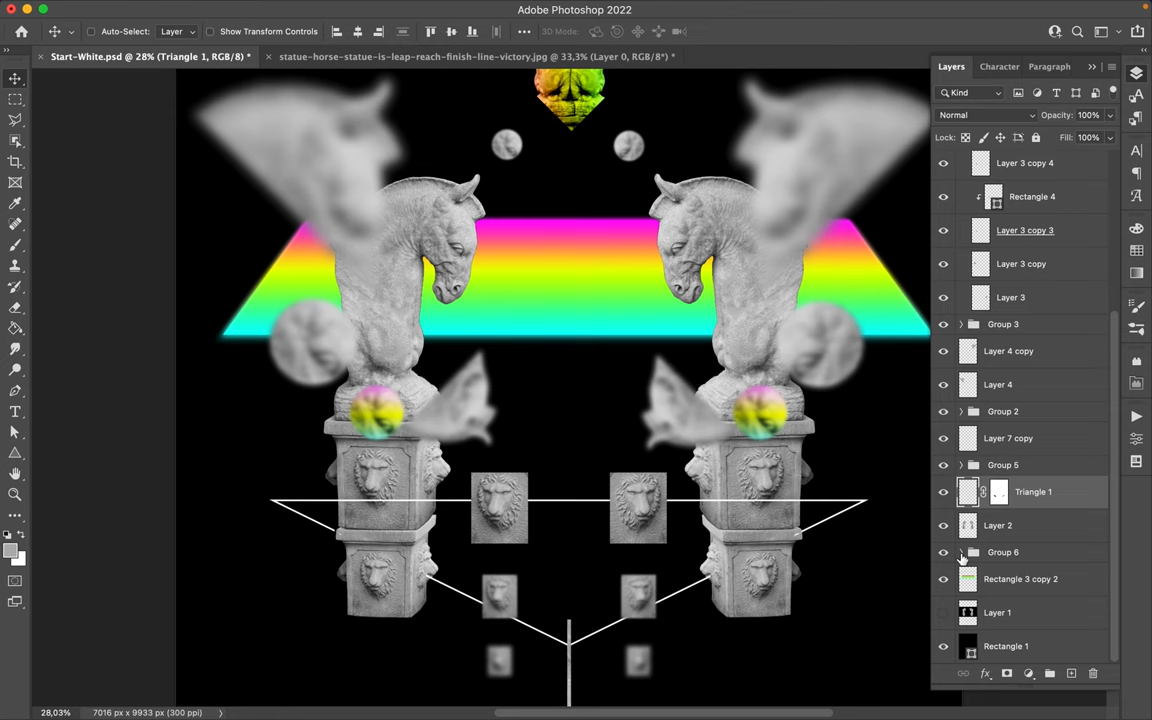 Adobe Photoshop 2022
Auto-Select: Layer Show Transform Controls 3D Mode:
Start-White.psd @ 28% (Triangle 1, RGB/8) *
statue-horse-statue-is-leap-reach-finish-line-victory.jpg @ 33,3% (Layer 0, RGB/8*) *
Layers Character Paragraph
Kind
Normal Opacity: 100%
Lock: Fill: 100%
Layer 3 copy 4
Rectangle 4
Layer 3 copy 3
Layer 3 copy
Layer 3
Group 3
Layer 4 copy
Layer 4
Group 2
Layer 7 copy
Group 5
Triangle 1
Layer 2
Group 6
Rectangle 3 copy 2
Layer 1
Rectangle 1
28,03% 7016 px x 9933 px (300 ppi)